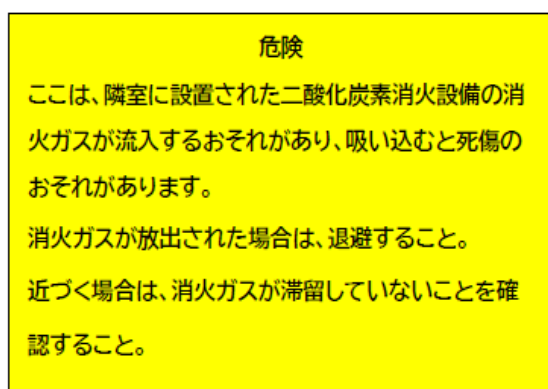 危険
ここは、隣室に設置された二酸化炭素消火設備の消
火ガスが流入するおそれがあり、吸い込むと死傷の
おそれがあります。
消火ガスが放出された場合は、退避すること。
近づく場合は、消火ガスが滞留していないことを確
認すること。